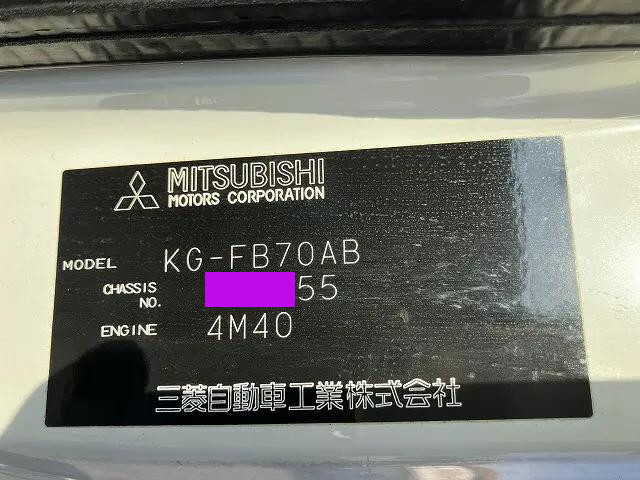 MITSUBISHI
MOTORS CORPORATION
MODEL KG-FB70AB
CHASSIS NO. 55
ENGINE 4M40
三菱自動車工業株式会社